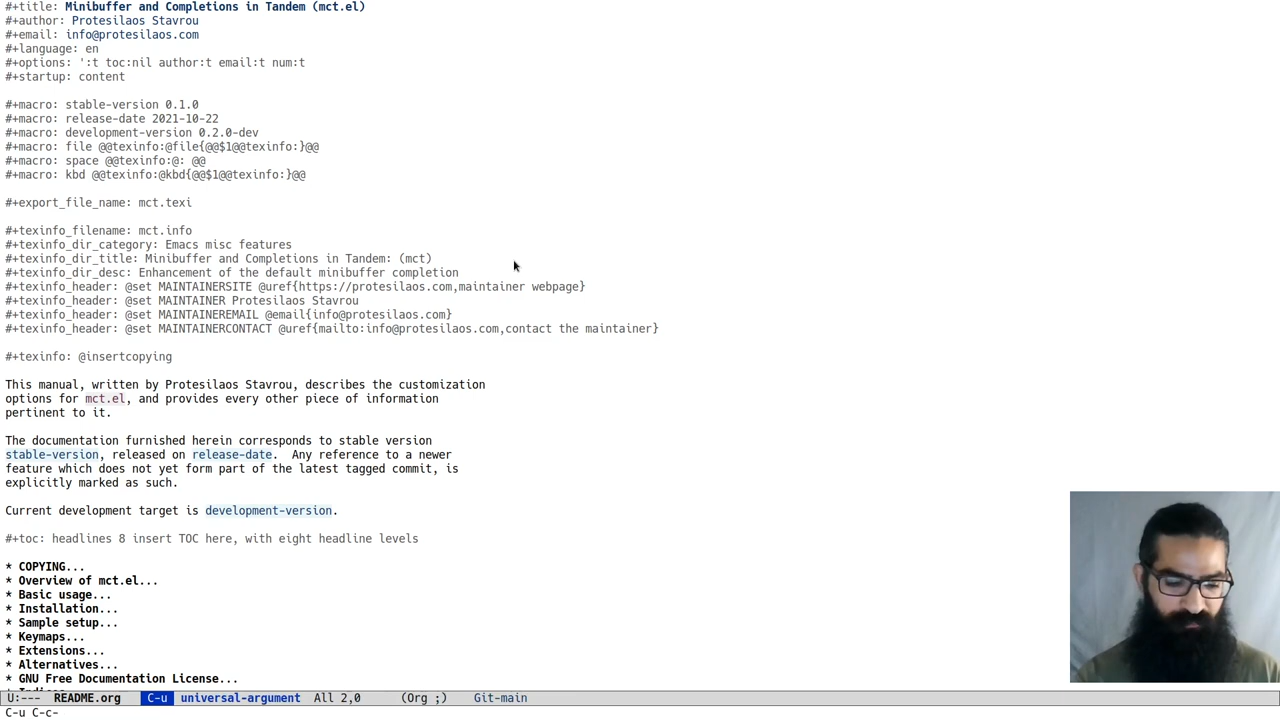 #+title: Minibuffer and Completions in Tandem (mct.el)
#+author: Protesilaos Stavrou
#+email: info@protesilaos.com
#+language: en
#+options: ':t toc:nil author:t email:t num:t
#+startup: content
#+macro: stable-version 0.1.0
#+macro: release-date 2021-10-22
#+macro: development-version 0.2.0-dev
#+macro: file @@texinfo:@file{@@$1@@texinfo:}@@
#+macro: space @@texinfo:@: @@
#+macro: kbd @@texinfo:@kbd{@@$1@@texinfo:}@@
#+export_file_name: mct.texi
#+texinfo_filename: mct.info
#+texinfo_dir_category: Emacs misc features
#+texinfo_dir_title: Minibuffer and Completions in Tandem: (mct)
#+texinfo_dir_desc: Enhancement of the default minibuffer completion
#+texinfo_header: @set MAINTAINERSITE @uref{https://protesilaos.com,maintainer webpage}
#+texinfo_header: @set MAINTAINER Protesilaos Stavrou
#+texinfo_header: @set MAINTAINEREMAIL @email{info@protesilaos.com}
#+texinfo_header: @set MAINTAINERCONTACT @uref{mailto:info@protesilaos.com,contact the maintainer}
#+texinfo: @insertcopying
This manual, written by Protesilaos Stavrou, describes the customization
options for mct.el, and provides every other piece of information
pertinent to it.
The documentation furnished herein corresponds to stable version
stable-version, released on release-date.  Any reference to a newer
feature which does not yet form part of the latest tagged commit, is
explicitly marked as such.
Current development target is development-version.
#+toc: headlines 8 insert TOC here, with eight headline levels
* COPYING...
* Overview of mct.el...
* Basic usage...
* Installation...
* Sample setup...
* Keymaps...
* Extensions...
* Alternatives...
* GNU Free Documentation License...
U:--- README.org C-u universal-argument All 2,0 (Org ;) Git-main
C-u C-c-